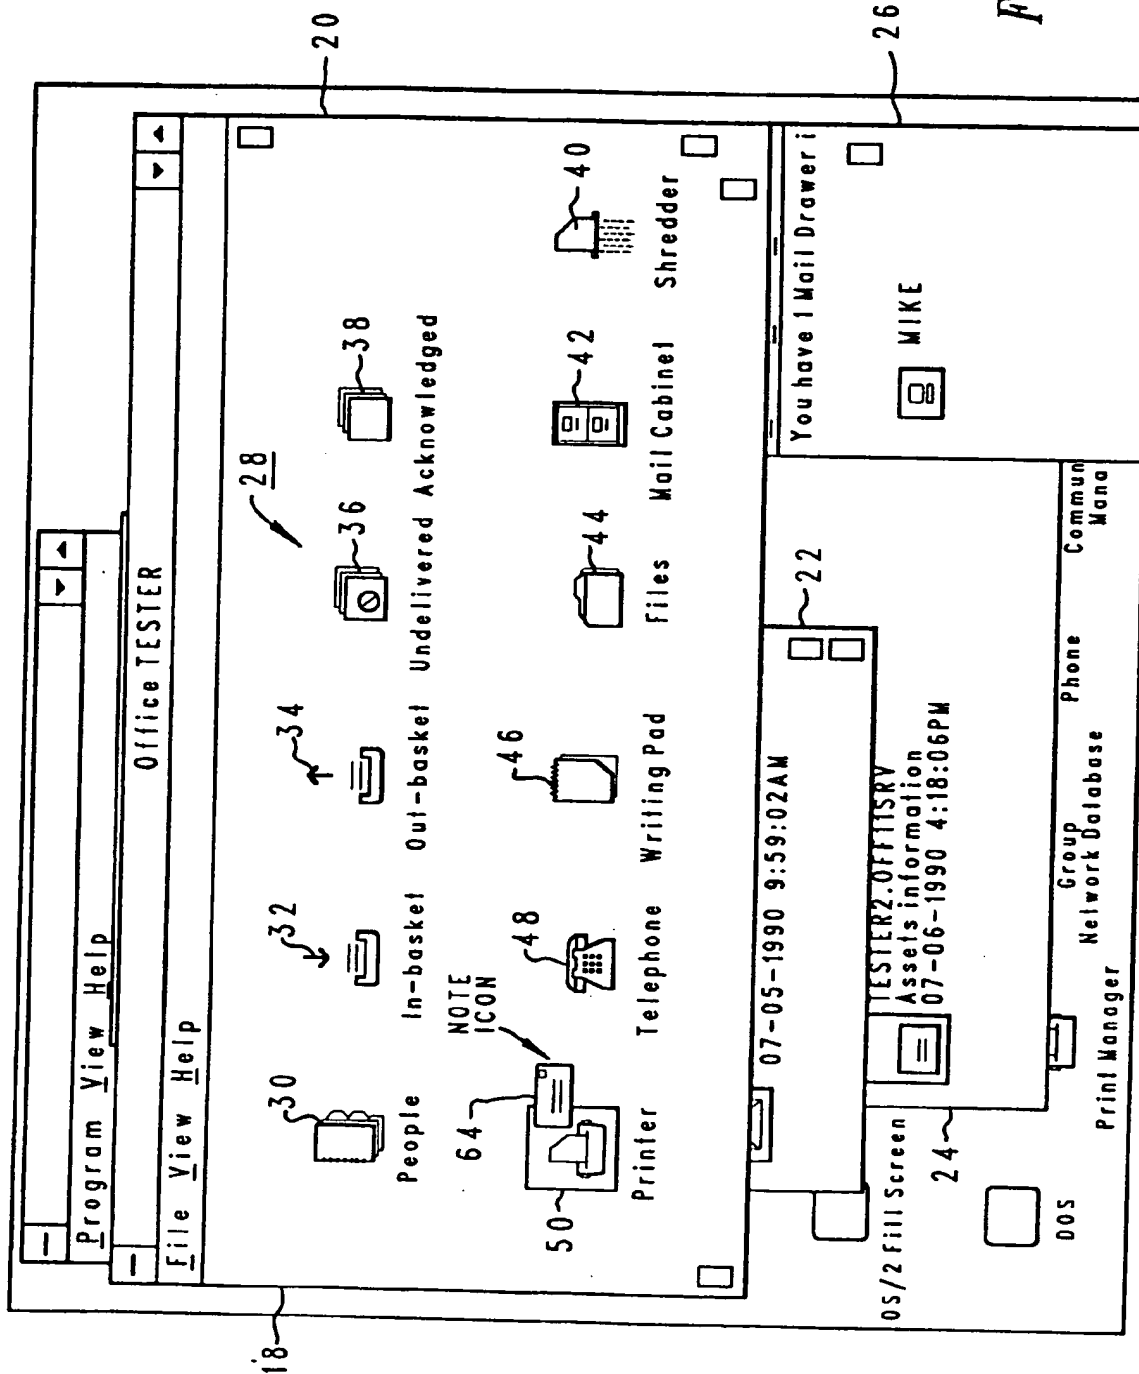 F
Program View Help
Office TESTER
File View Help
18
20
28
30
32
34
36
38
People
In-basket
Out-basket
Undelivered
Acknowledged
NOTE
ICON
64
50
48
46
44
42
40
Printer
Telephone
Writing Pad
Files
Mail Cabinet
Shredder
07-05-1990 9:59:02AM
22
You have 1 Mail Drawer i
26
MIKE
TESTER2.OFF11SRV
Assets information
07-06-1990 4:18:06PM
24
OS/2 Fill Screen
DOS
Print Manager
Group
Network Database
Phone
Commun
Mana